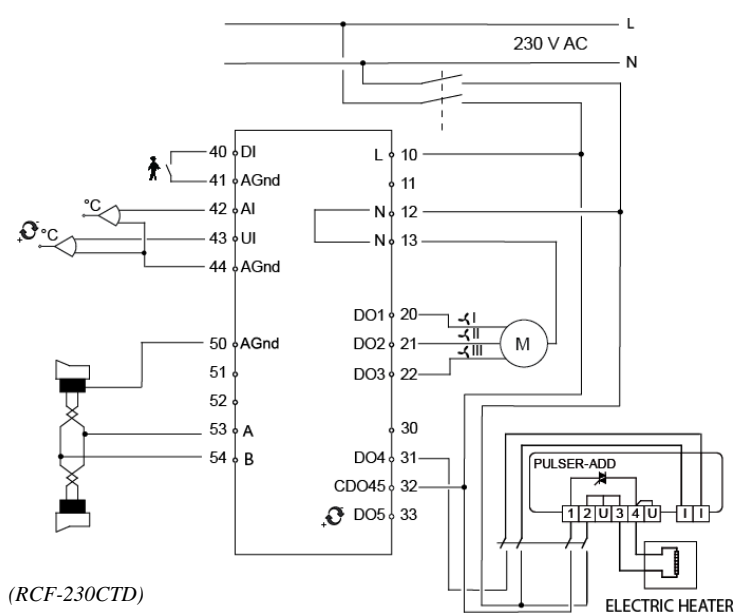 L
230 V AC
N
40 DI L 10
41 AGnd 11
°C 42 AI N 12
°C 43 UI N 13
44 AGnd
DO1 20 I
II
50 AGnd DO2 21 M
III
51 DO3 22
52
53 A 30
54 B DO4 31 PULSER-ADD
CDO45 32
1 2 U 3 4 U I I
DO5 33
(RCF-230CTD)
ELECTRIC HEATER